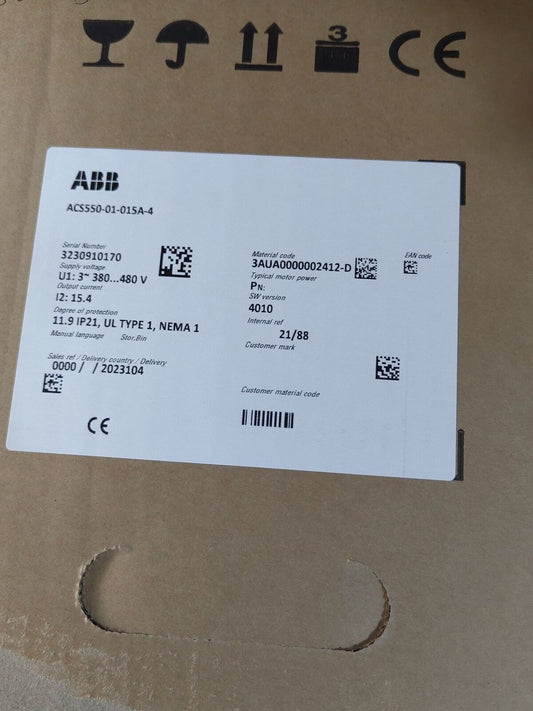 3
CE
ABB
ACS550-01-015A-4
Serial Number
3230910170
Supply voltage
U1: 3~ 380...480 V
Output current
I2: 15.4
Degree of protection
11.9 IP21, UL TYPE 1, NEMA 1
Manual language Stor.Bin
Sales ref / Delivery country / Delivery
0000 / / 2023104
CE
Material code
3AUA0000002412-D
Typical motor power
PN:
SW version
4010
Internal ref
21/88
Customer mark
Customer material code
EAN code